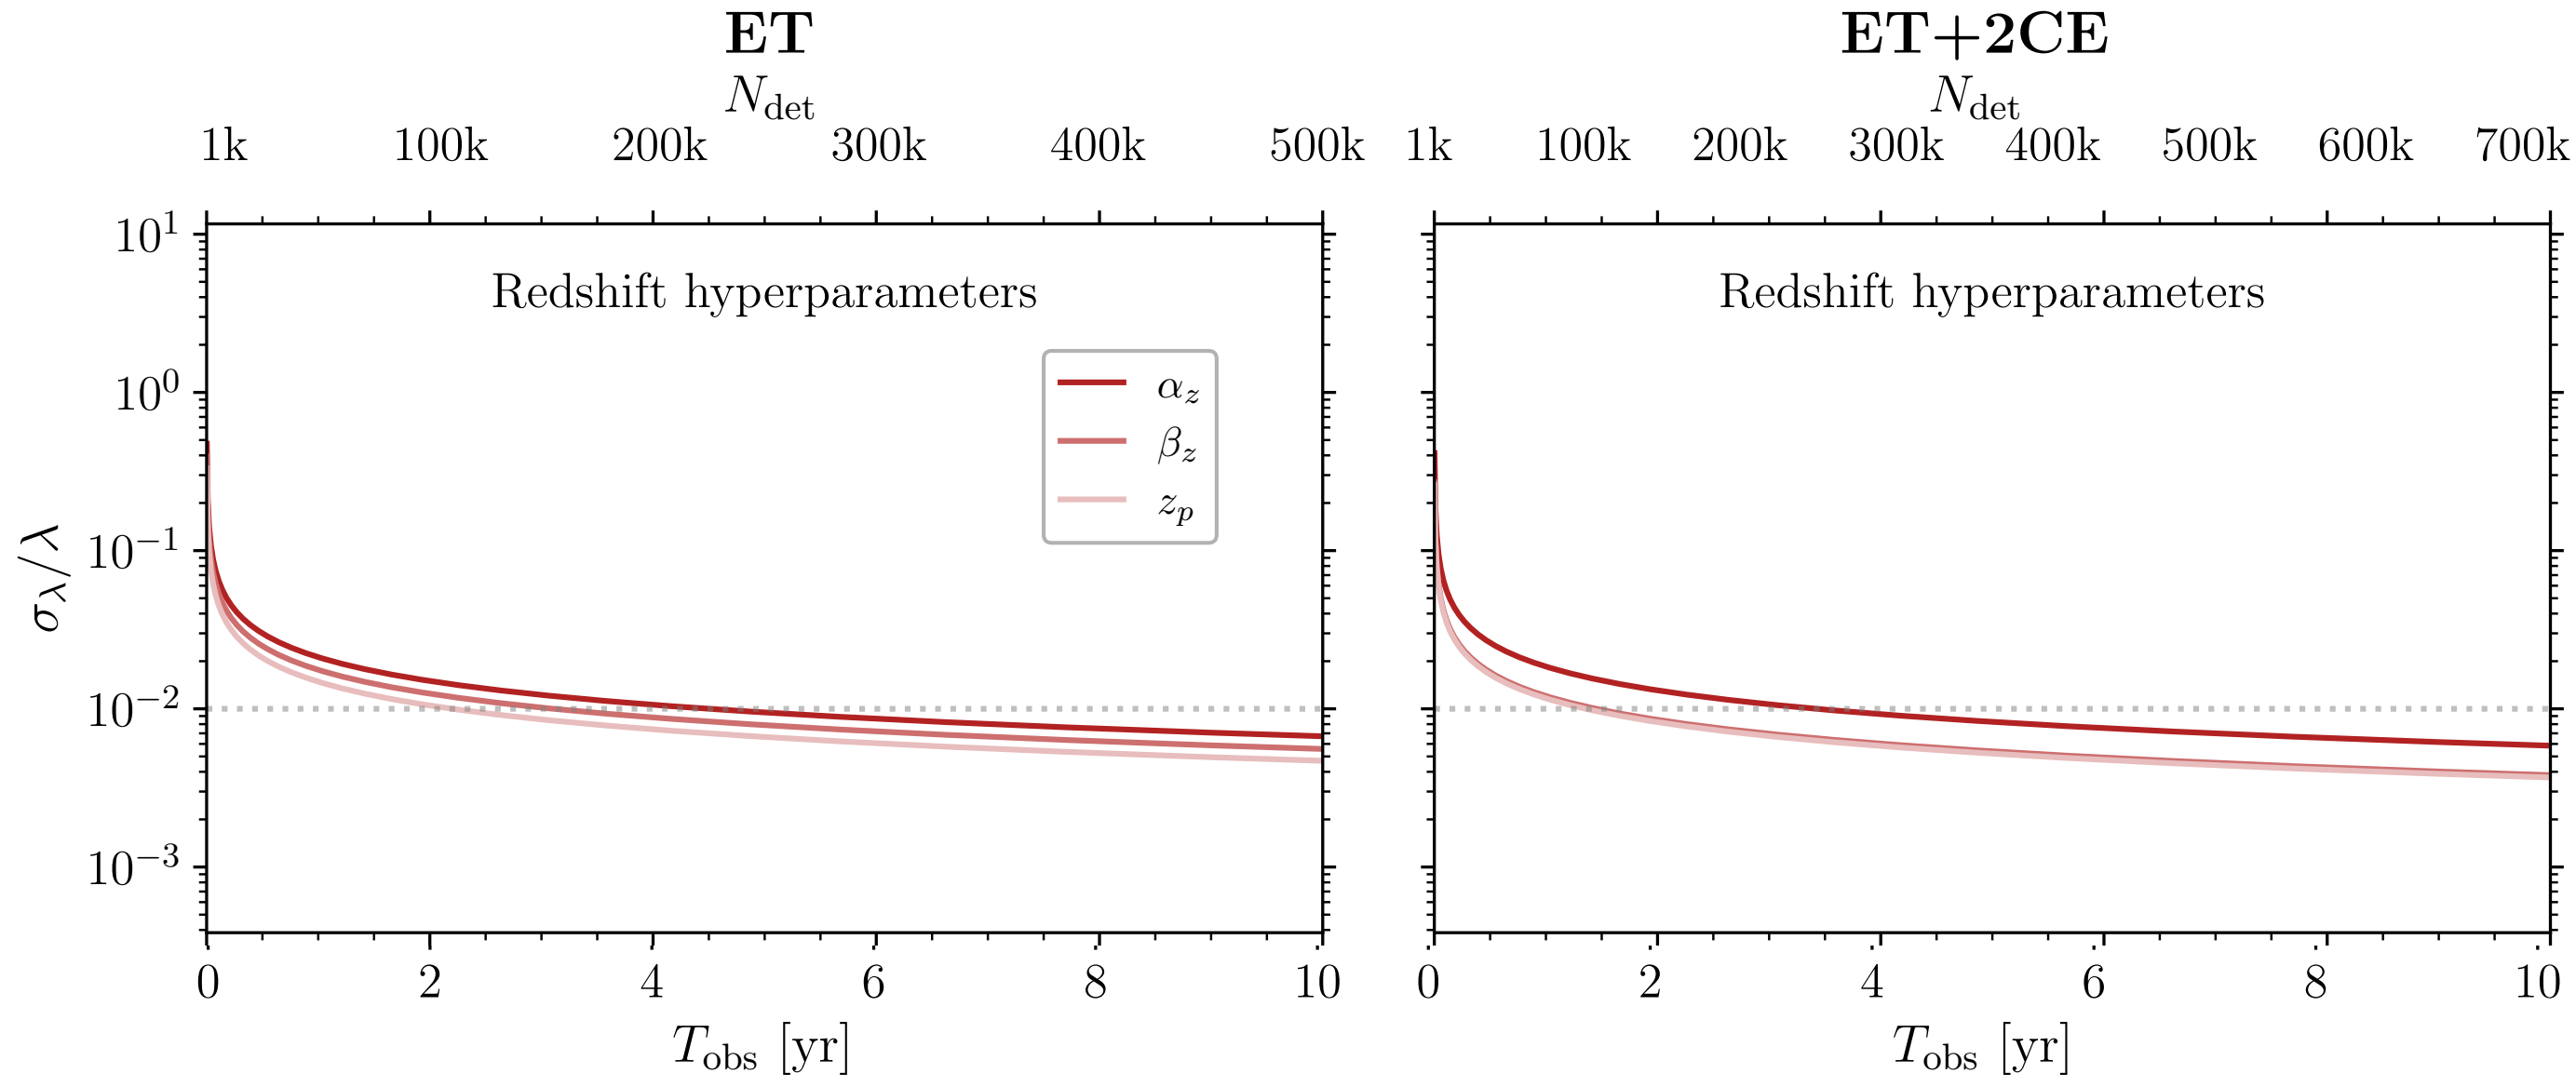 ET
N_det
1k 100k 200k 300k 400k 500k
10^1
10^0
10^−1
10^−2
10^−3
σ_λ/λ
Redshift hyperparameters
α_z
β_z
z_p
0 2 4 6 8 10
T_obs [yr]
ET+2CE
N_det
1k 100k 200k 300k 400k 500k 600k 700k
Redshift hyperparameters
0 2 4 6 8 10
T_obs [yr]